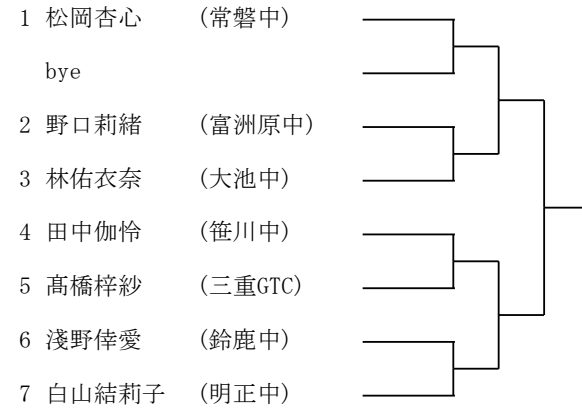 1 松岡杏心 (常磐中)
bye
2 野口莉緒 (富洲原中)
3 林佑衣奈 (大池中)
4 田中伽怜 (笹川中)
5 髙橋梓紗 (三重GTC)
6 淺野倖愛 (鈴鹿中)
7 白山結莉子 (明正中)